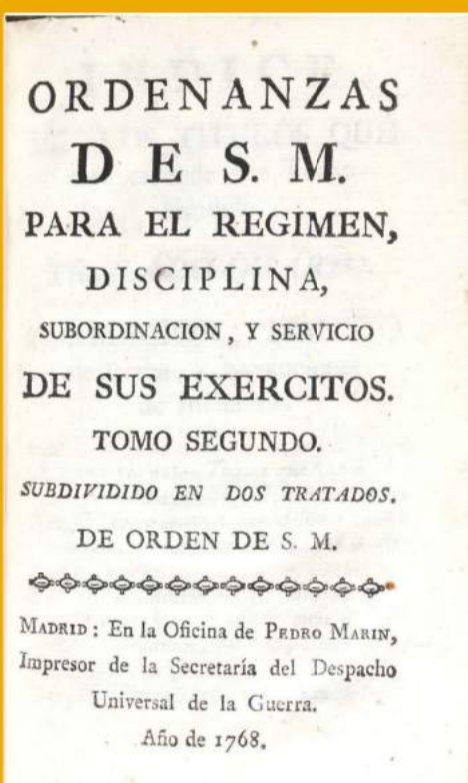 ORDENANZAS
DE S. M.
PARA EL REGIMEN,
DISCIPLINA,
SUBORDINACION, Y SERVICIO
DE SUS EXERCITOS.
TOMO SEGUNDO.
SUBDIVIDIDO EN DOS TRATADOS.
DE ORDEN DE S. M.
MADRID: En la Oficina de PEDRO MARIN,
Impresor de la Secretaría del Despacho
Universal de la Guerra.
Año de 1768.